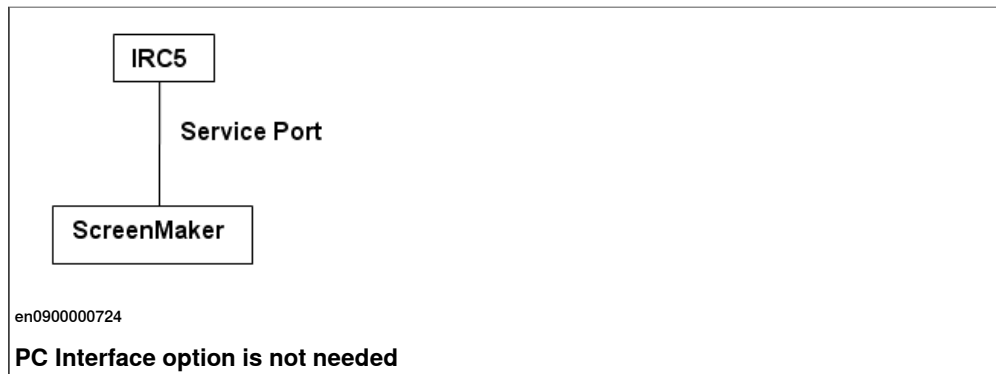 IRC5
Service Port
ScreenMaker
en0900000724
PC Interface option is not needed